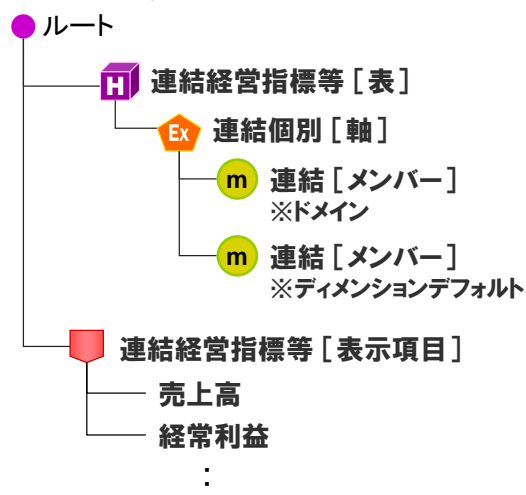 ルート
H 連結経営指標等［表］
Ex 連結個別［軸］
m 連結［メンバー］
※ドメイン
m 連結［メンバー］
※ディメンションデフォルト
連結経営指標等［表示項目］
売上高
経常利益
：